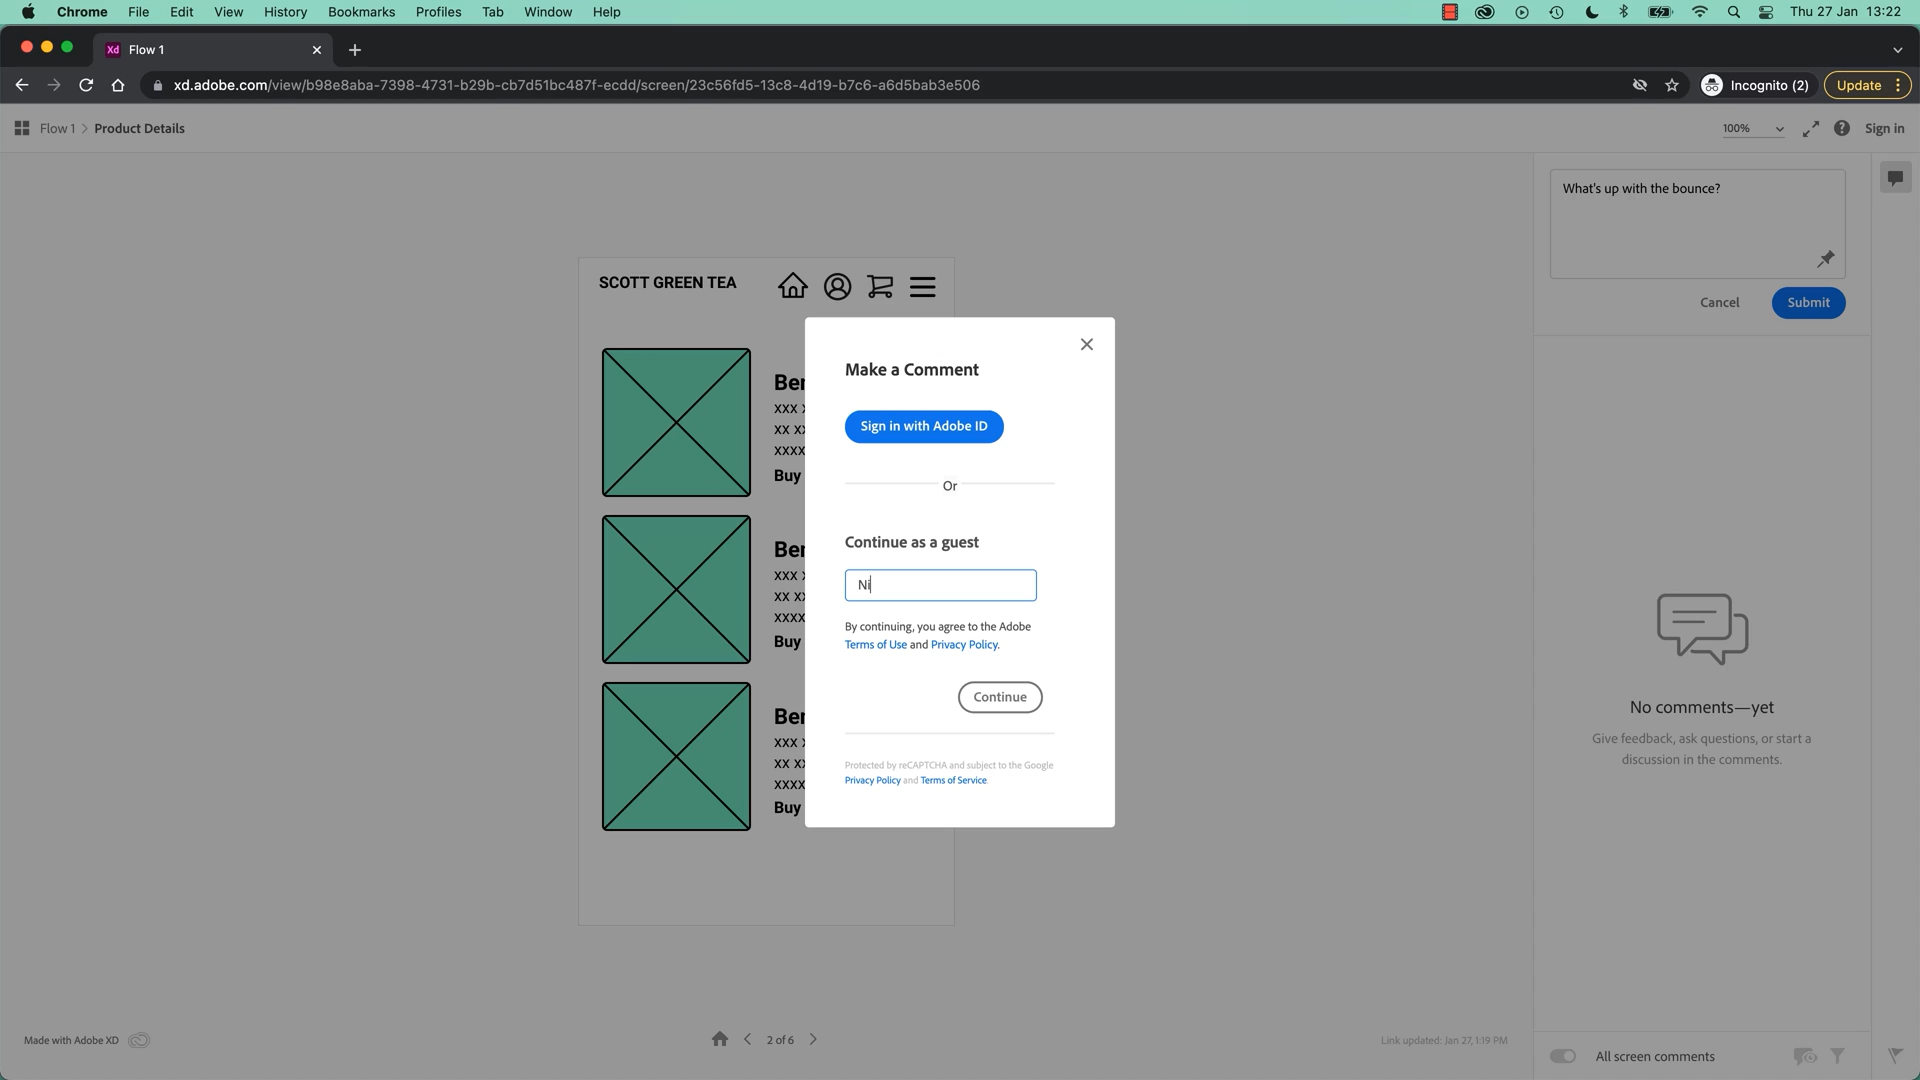 Chrome File Edit View History Bookmarks Profiles Tab Window Help Thu 27 Jan 13:22
Xd Flow 1
xd.adobe.com/view/b98e8aba-7398-4731-b29b-cb7d51bc487f-ecdd/screen/23c56fd5-13c8-4d19-b7c6-a6d5bab3e506 Incognito (2) Update
Flow 1 > Product Details 100% Sign in
What's up with the bounce?
Cancel Submit
SCOTT GREEN TEA
Ber
xxx x
xx xx
xxxx
Buy
Ber
xxx x
xx xx
xxxx
Buy
Ber
xxx x
xx xx
xxxx
Buy
Make a Comment
Sign in with Adobe ID
Or
Continue as a guest
Ni
By continuing, you agree to the Adobe
Terms of Use and Privacy Policy.
Continue
Protected by reCAPTCHA and subject to the Google
Privacy Policy and Terms of Service
No comments—yet
Give feedback, ask questions, or start a
discussion in the comments.
Made with Adobe XD 2 of 6 Link updated: Jan 27, 1:19 PM
All screen comments